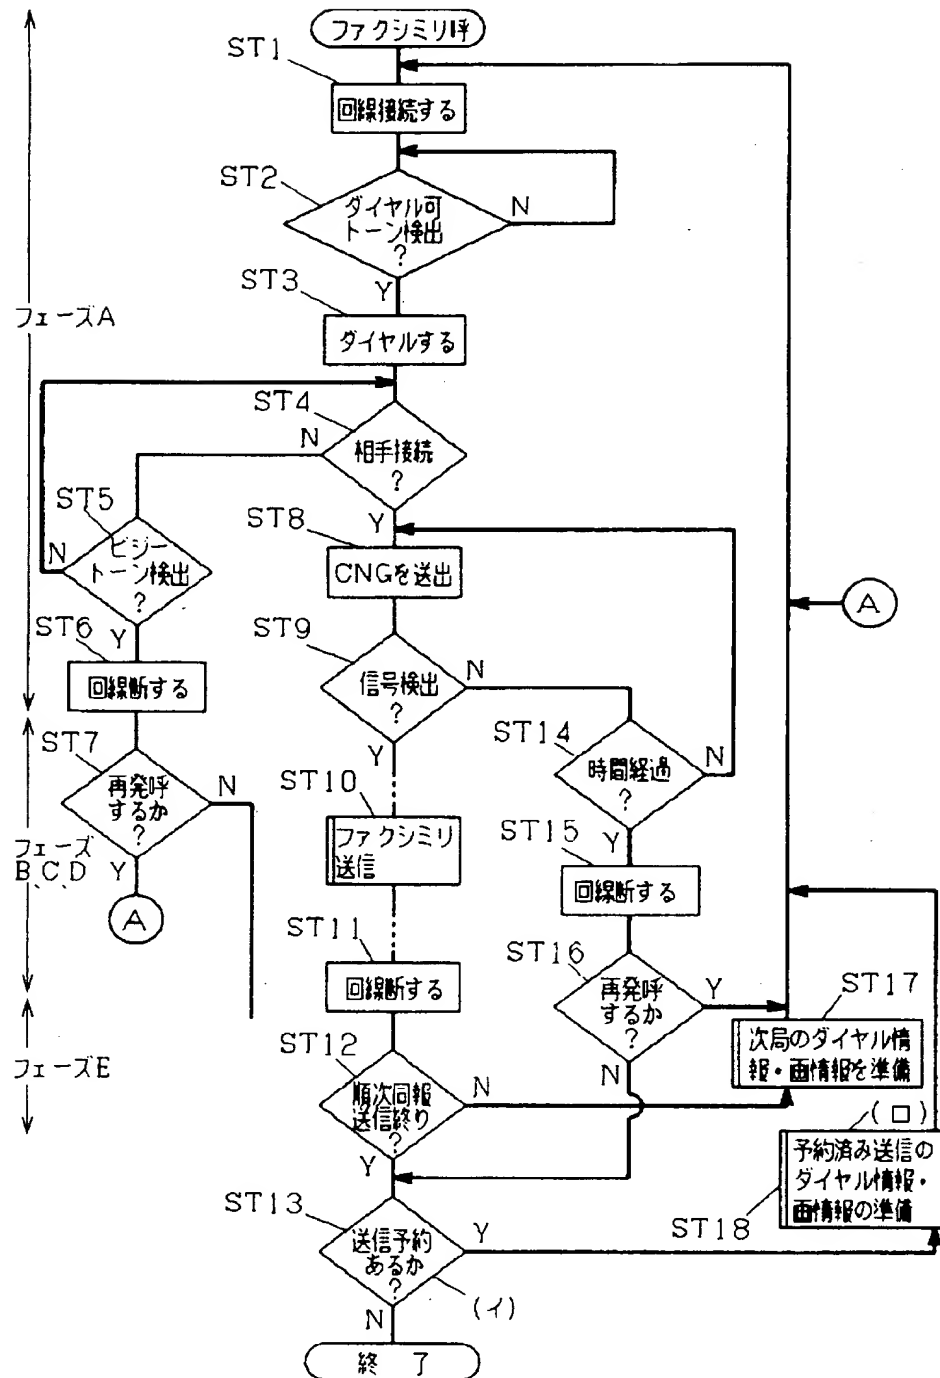 ファクシミリ呼
ST1
回線接続する
ST2
ダイヤル可
トーン検出
?
N
Y
ST3
フェーズA
ダイヤルする
ST4
N
相手接続
?
Y
ST5
ビジー
トーン検出
?
N
Y
ST8
CNGを送出
A
ST6
回線断する
ST9
信号検出
?
N
Y
ST7
再発呼
するか
?
N
Y
A
ST14
時間経過
?
N
Y
ST10
ファクシミリ
送信
フェーズ
B、C、D
ST15
回線断する
ST11
回線断する
ST16
再発呼
するか
?
Y
N
ST17
次局のダイヤル情
報・画情報を準備
フェーズE
ST12
順次同報
送信終り
?
N
Y
(ロ)
予約済み送信の
ダイヤル情報・
画情報の準備
ST18
ST13
送信予約
あるか
?
Y
(イ)
N
終 了